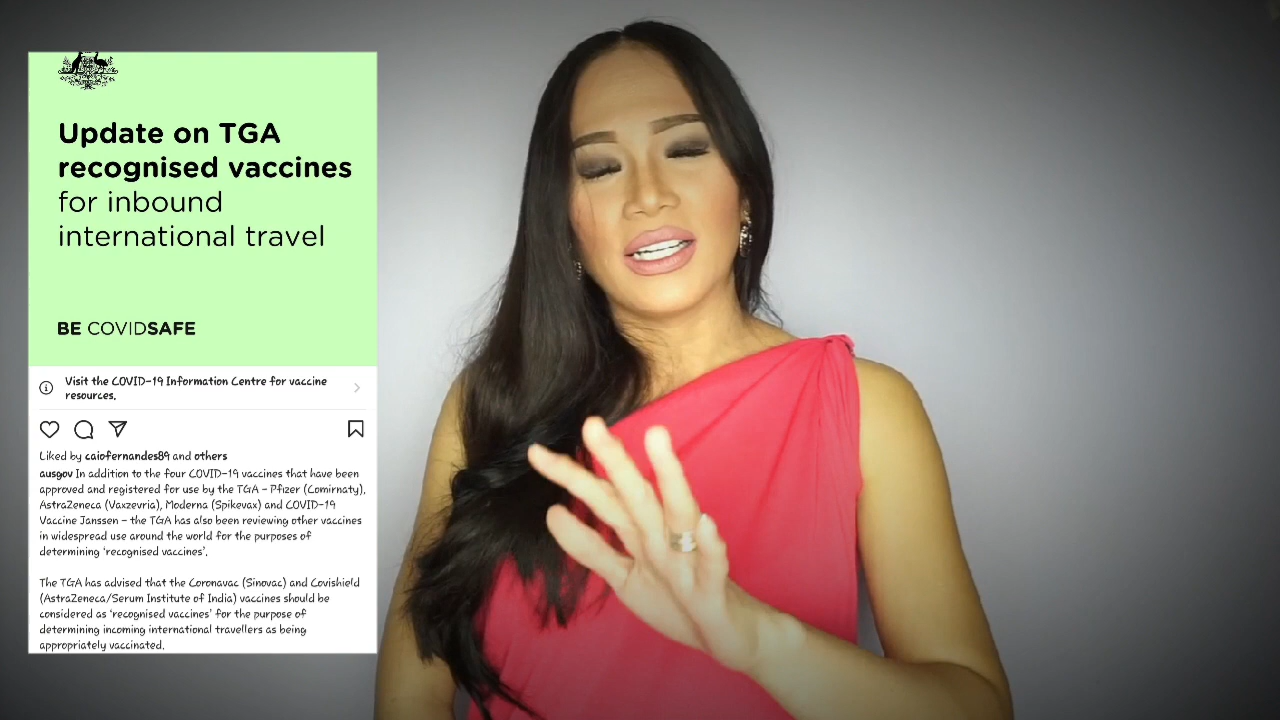 Update on TGA
recognised vaccines
for inbound
international travel
BE COVIDSAFE
Visit the COVID-19 Information Centre for vaccine
resources.
Liked by caiofernandes89 and others
ausgov In addition to the four COVID-19 vaccines that have been
approved and registered for use by the TGA – Pfizer (Comirnaty),
AstraZeneca (Vaxzevria), Moderna (Spikevax) and COVID-19
Vaccine Janssen – the TGA has also been reviewing other vaccines
in widespread use around the world for the purposes of
determining ‘recognised vaccines’.
The TGA has advised that the Coronavac (Sinovac) and Covishield
(AstraZeneca/Serum Institute of India) vaccines should be
considered as ‘recognised vaccines’ for the purpose of
determining incoming international travellers as being
appropriately vaccinated.